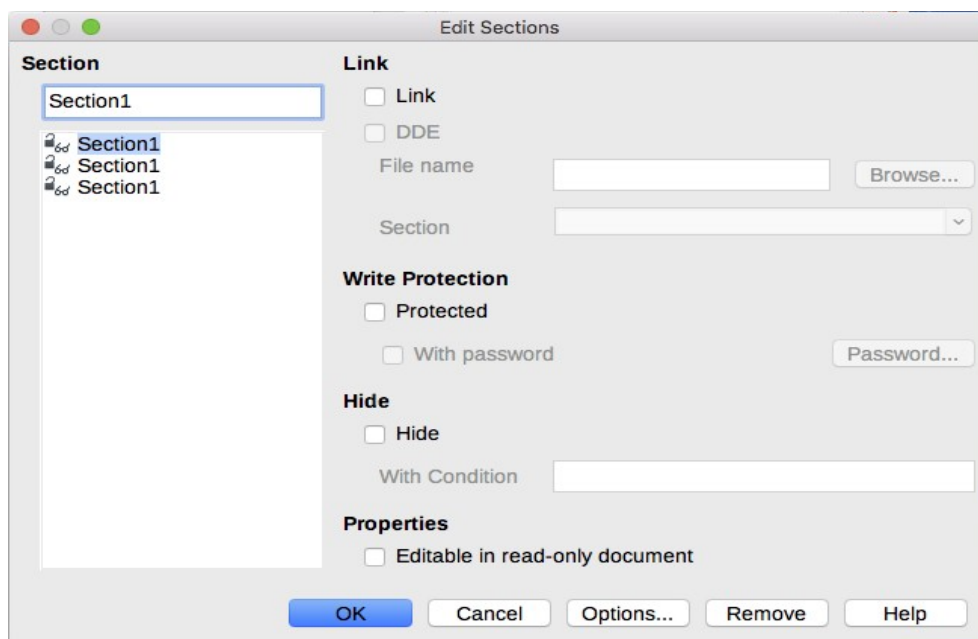 Edit Sections
Section
Section1
Section1
Section1
Section1
Link
Link
DDE
File name
Browse...
Section
Write Protection
Protected
With password
Password...
Hide
Hide
With Condition
Properties
Editable in read-only document
OK
Cancel
Options...
Remove
Help